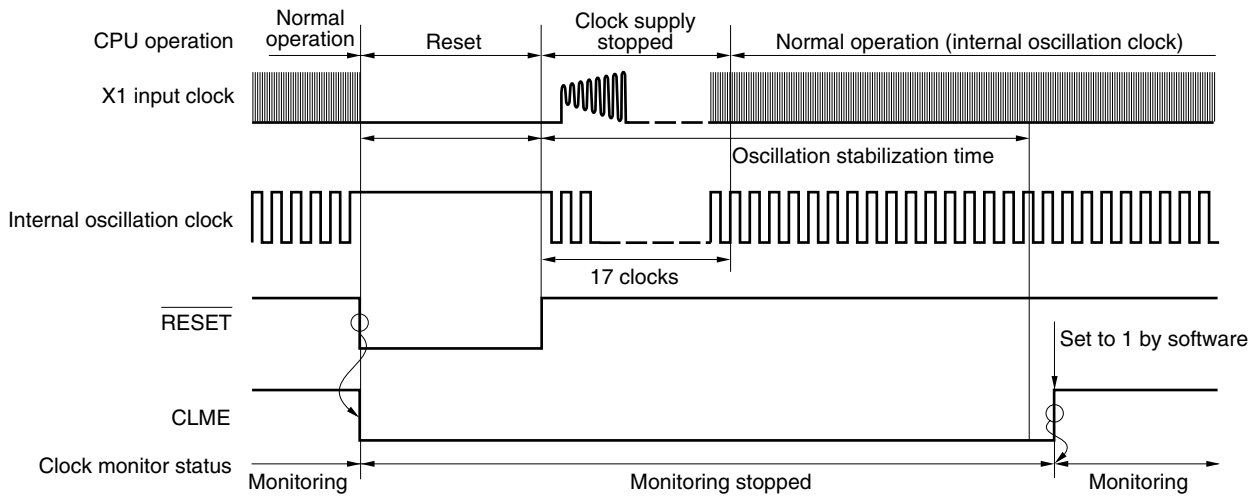 CPU operation
Normal
operation
Reset
Clock supply
stopped
Normal operation (internal oscillation clock)
X1 input clock
Oscillation stabilization time
Internal oscillation clock
17 clocks
RESET
Set to 1 by software
CLME
Clock monitor status
Monitoring
Monitoring stopped
Monitoring